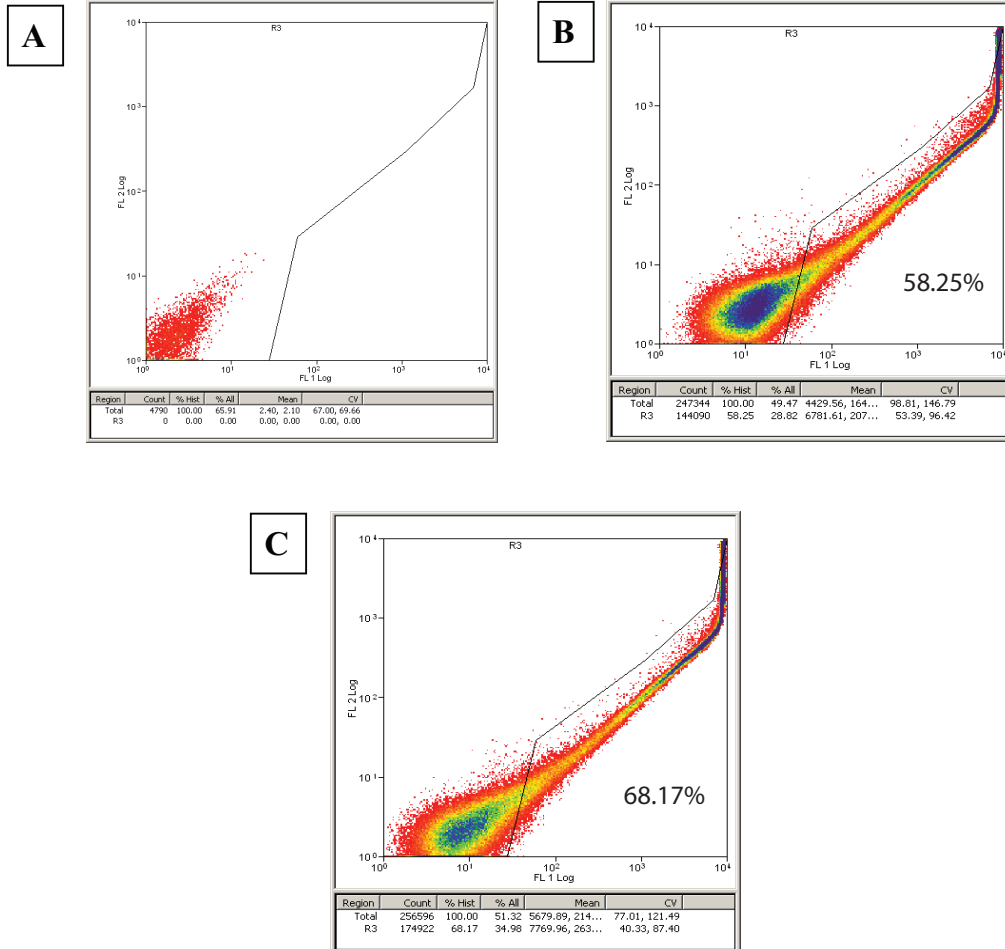 A
R3
10⁴
10³
FL 2 Log
10²
10¹
10⁰
10⁰ 10¹ 10² 10³ 10⁴
FL 1 Log
Region Count % Hist % All Mean CV
Total 4790 100.00 65.91 2.40, 2.10 67.00, 69.66
R3 0 0.00 0.00 0.00, 0.00 0.00, 0.00
B
R3
10⁴
10³
FL 2 Log
10²
10¹
58.25%
10⁰
10⁰ 10¹ 10² 10³ 10⁴
FL 1 Log
Region Count % Hist % All Mean CV
Total 247344 100.00 49.47 4429.56, 164... 98.81, 146.79
R3 144090 58.25 28.82 6781.61, 207... 53.39, 96.42
C
R3
10⁴
10³
FL 2 Log
10²
10¹
68.17%
10⁰
10⁰ 10¹ 10² 10³ 10⁴
FL 1 Log
Region Count % Hist % All Mean CV
Total 256596 100.00 51.32 5679.89, 214... 77.01, 121.49
R3 174922 68.17 34.98 7769.96, 263... 40.33, 87.40